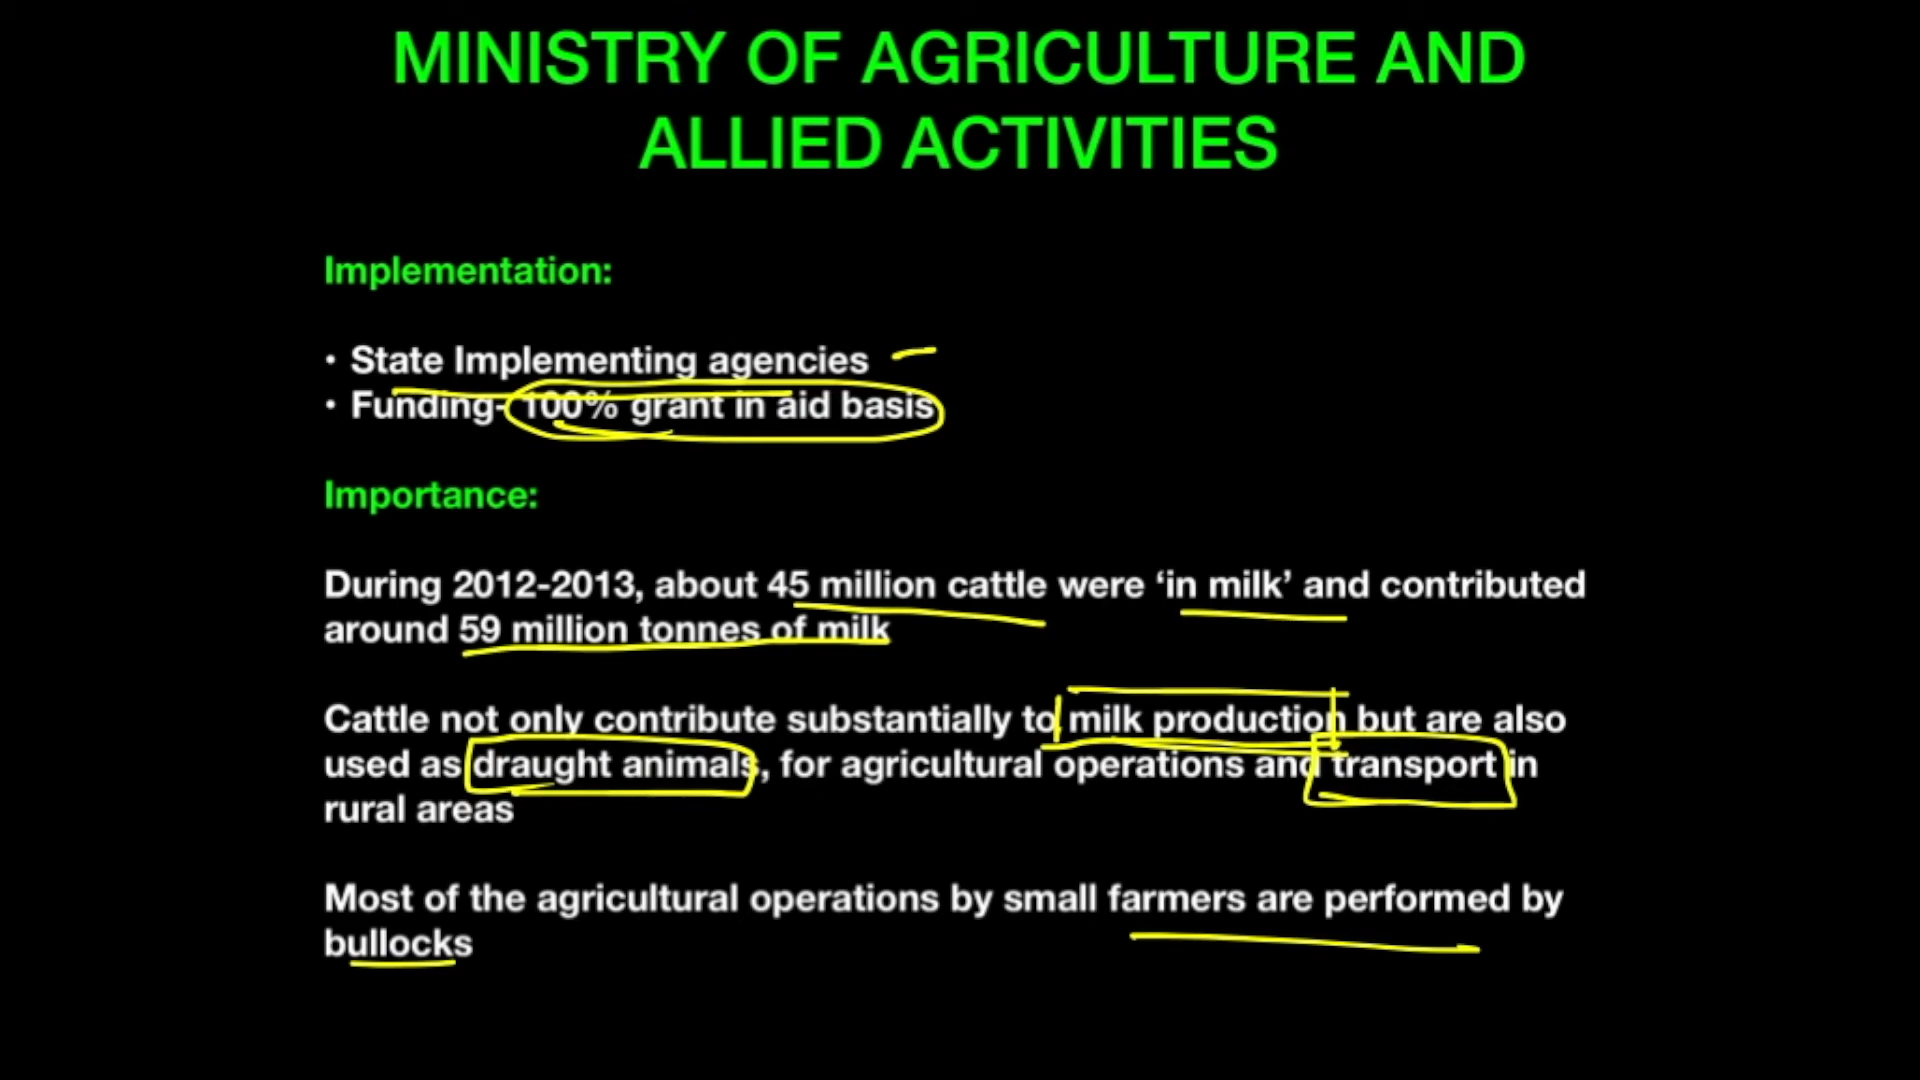 MINISTRY OF AGRICULTURE AND
ALLIED ACTIVITIES
Implementation:
• State Implementing agencies
• Funding- 100% grant in aid basis
Importance:
During 2012-2013, about 45 million cattle were ‘in milk’ and contributed
around 59 million tonnes of milk
Cattle not only contribute substantially to milk production but are also
used as draught animals, for agricultural operations and transport in
rural areas
Most of the agricultural operations by small farmers are performed by
bullocks